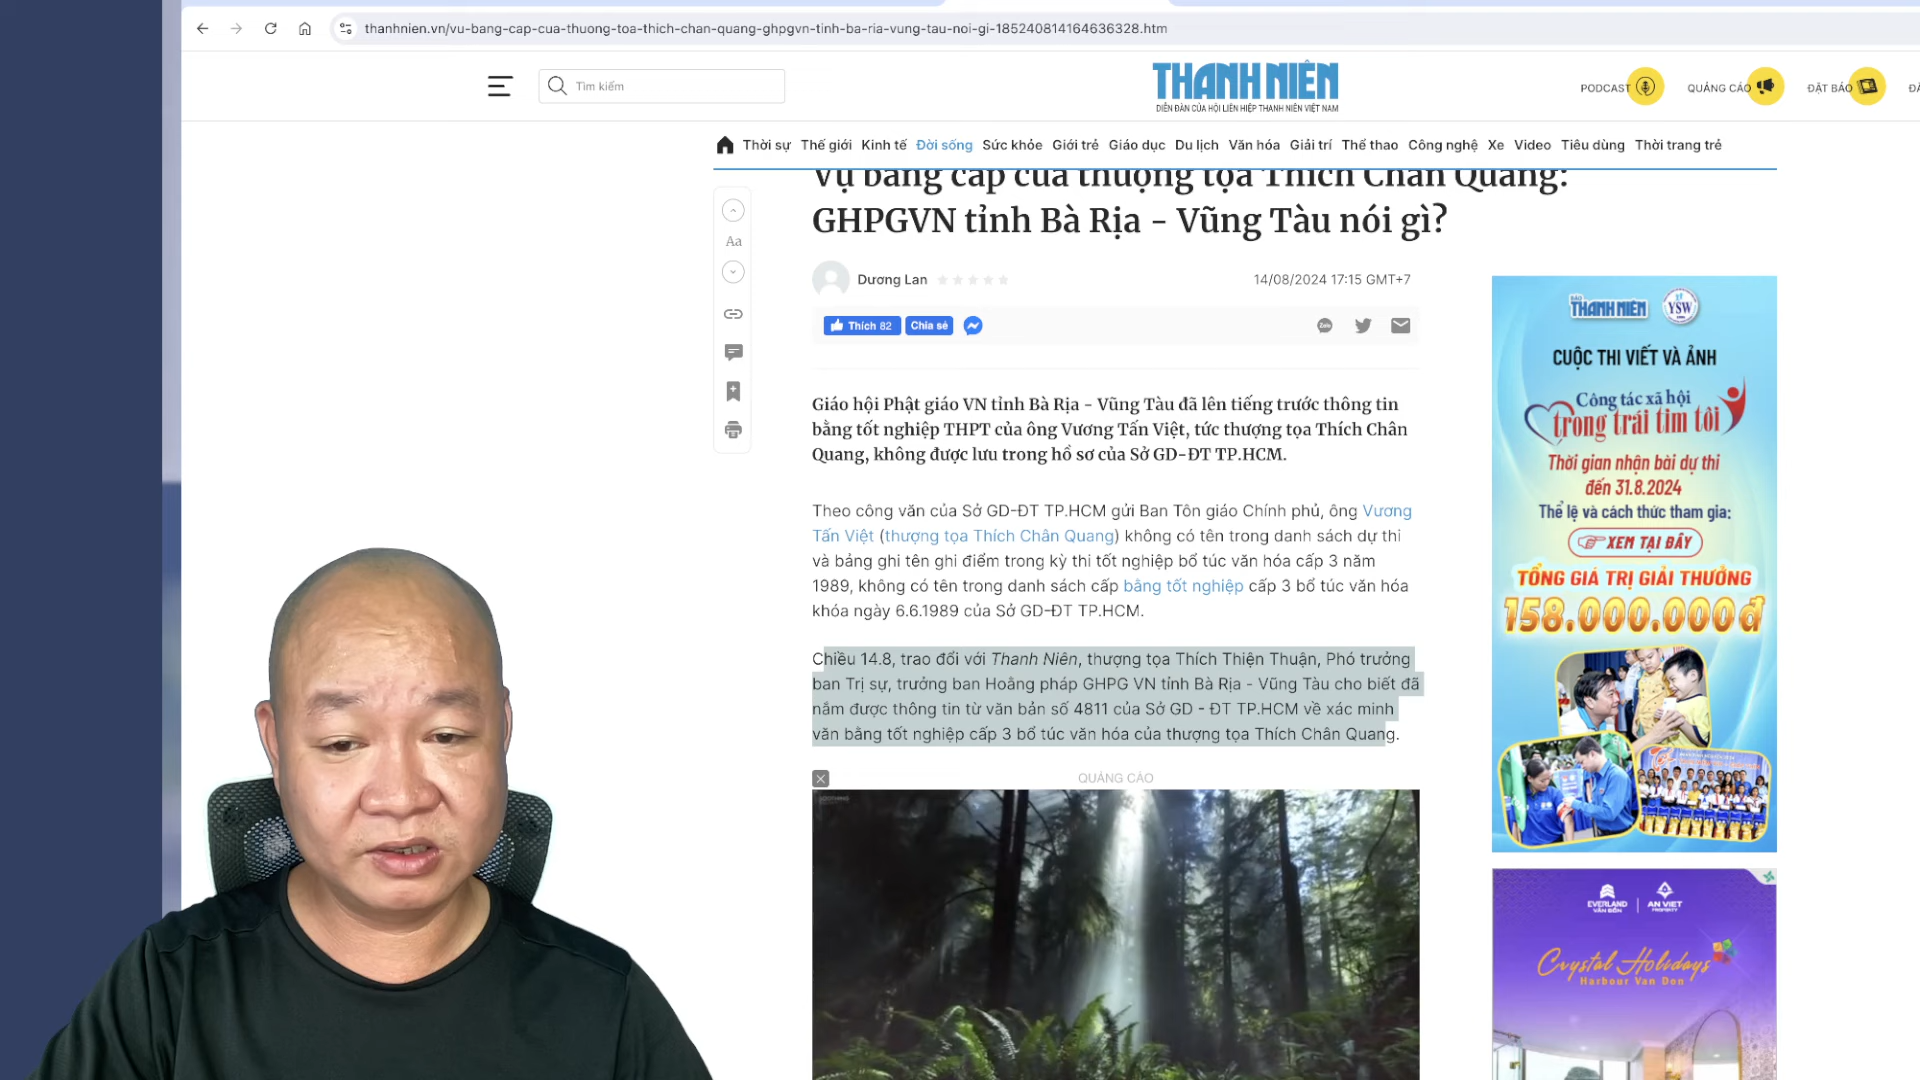 thanhnien.vn/vu-bang-cap-cua-thuong-toa-thich-chan-quang-ghpgvn-tinh-ba-ria-vung-tau-noi-gi-185240814164636328.htm
Tìm kiếm
THANH NIÊN
DIỄN ĐÀN CỦA HỘI LIÊN HIỆP THANH NIÊN VIỆT NAM
PODCAST
QUẢNG CÁO
ĐẶT BÁO
Thời sự Thế giới Kinh tế Đời sống Sức khỏe Giới trẻ Giáo dục Du lịch Văn hóa Giải trí Thể thao Công nghệ Xe Video Tiêu dùng Thời trang trẻ
Vụ bằng cấp của thượng tọa Thích Chân Quang:
GHPGVN tỉnh Bà Rịa - Vũng Tàu nói gì?
Aa
Dương Lan
14/08/2024 17:15 GMT+7
Thích 82
Chia sẻ
Zalo
Giáo hội Phật giáo VN tỉnh Bà Rịa - Vũng Tàu đã lên tiếng trước thông tin
bằng tốt nghiệp THPT của ông Vương Tấn Việt, tức thượng tọa Thích Chân
Quang, không được lưu trong hồ sơ của Sở GD-ĐT TP.HCM.
Theo công văn của Sở GD-ĐT TP.HCM gửi Ban Tôn giáo Chính phủ, ông Vương
Tấn Việt (thượng tọa Thích Chân Quang) không có tên trong danh sách dự thi
và bảng ghi tên ghi điểm trong kỳ thi tốt nghiệp bổ túc văn hóa cấp 3 năm
1989, không có tên trong danh sách cấp bằng tốt nghiệp cấp 3 bổ túc văn hóa
khóa ngày 6.6.1989 của Sở GD-ĐT TP.HCM.
Chiều 14.8, trao đổi với Thanh Niên, thượng tọa Thích Thiện Thuận, Phó trưởng
ban Trị sự, trưởng ban Hoằng pháp GHPG VN tỉnh Bà Rịa - Vũng Tàu cho biết đã
nắm được thông tin từ văn bản số 4811 của Sở GD - ĐT TP.HCM về xác minh
văn bằng tốt nghiệp cấp 3 bổ túc văn hóa của thượng tọa Thích Chân Quang.
QUẢNG CÁO
BÁO
THANH NIÊN
YSW
CUỘC THI VIẾT VÀ ẢNH
Công tác xã hội
trong trái tim tôi
Thời gian nhận bài dự thi
đến 31.8.2024
Thể lệ và cách thức tham gia:
XEM TẠI ĐÂY
TỔNG GIÁ TRỊ GIẢI THƯỞNG
158.000.000đ
EVERLAND
VÂN ĐỒN
AN VIET
PROPERTY
Crystal Holidays
Harbour Van Don